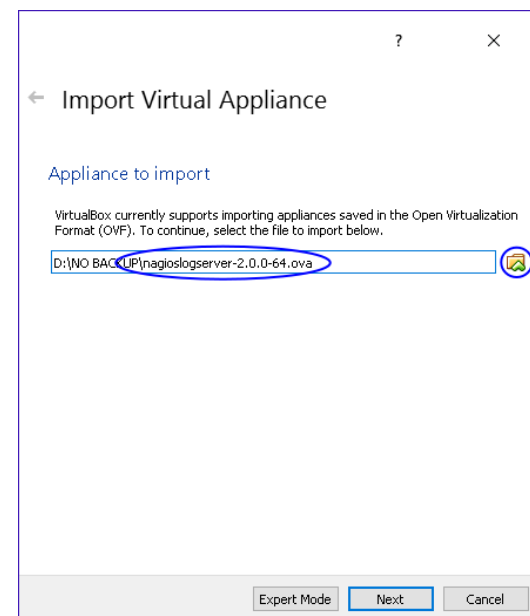 ?
Import Virtual Appliance
Appliance to import
VirtualBox currently supports importing appliances saved in the Open Virtualization
Format (OVF). To continue, select the file to import below.
D:\NO BACKUP\nagioslogserver-2.0.0-64.ova
Expert Mode Next Cancel